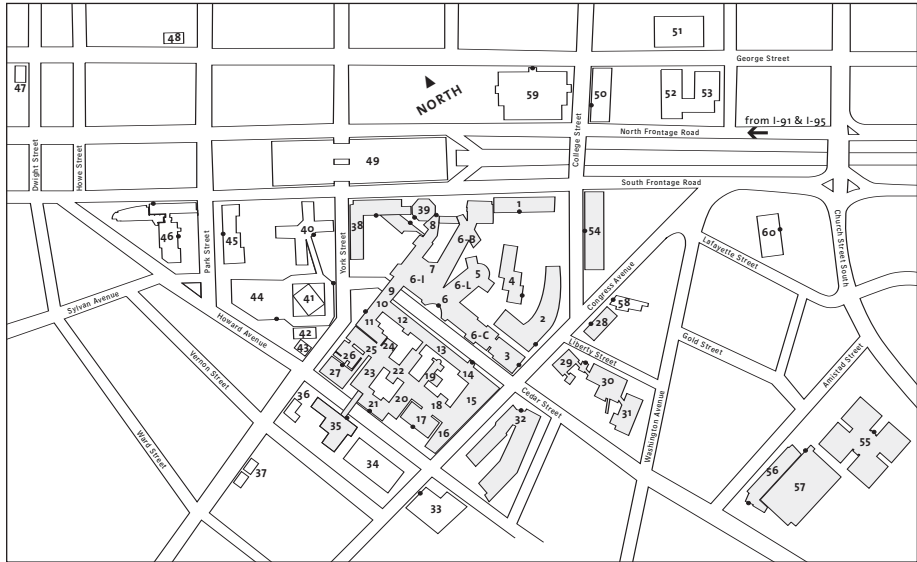 51
48
George Street
47
NORTH
59
50
52
53
from I-91 & I-95
North Frontage Road
College Street
Dwight Street
Howe Street
49
South Frontage Road
1
39
38
8
46
Park Street
45
40
York Street
6-B
54
60
Church Street South
Lafayette Street
7
6-I
5
6-L
4
Congress Avenue
Sylvan Avenue
44
41
9
10
6
58
2
Howard Avenue
11
12
28
42
24
13
6-C
3
Liberty Street
Gold Street
Amistad Street
43
26
25
14
29
Vernon Street
27
23
22
19
30
36
21
20
18
15
Cedar Street
31
Washington Avenue
35
17
16
32
55
Ward Street
34
37
56
57
33